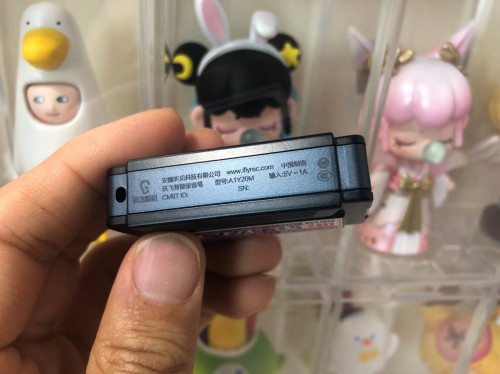 安徽听见科技有限公司 www.iflyrec.com 中国制造
讯飞智能录音笔 型号:A1Y20M 输入:5V⎓1A
CMIIT ID: SN: